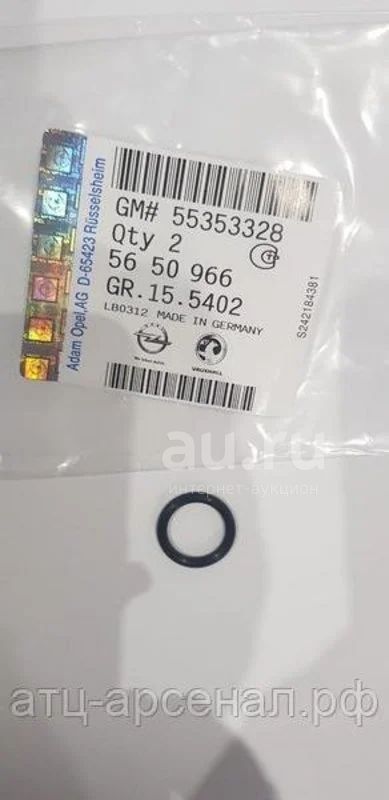 Adam Opel,AG D-65423 Rüsselsheim
GM# 55353328
Qty 2
56 50 966
GR.15.5402
LB0312 MADE IN GERMANY
VAUXHALL
S242184381
au.ru
интернет-аукцион
атц-арсенал.рф